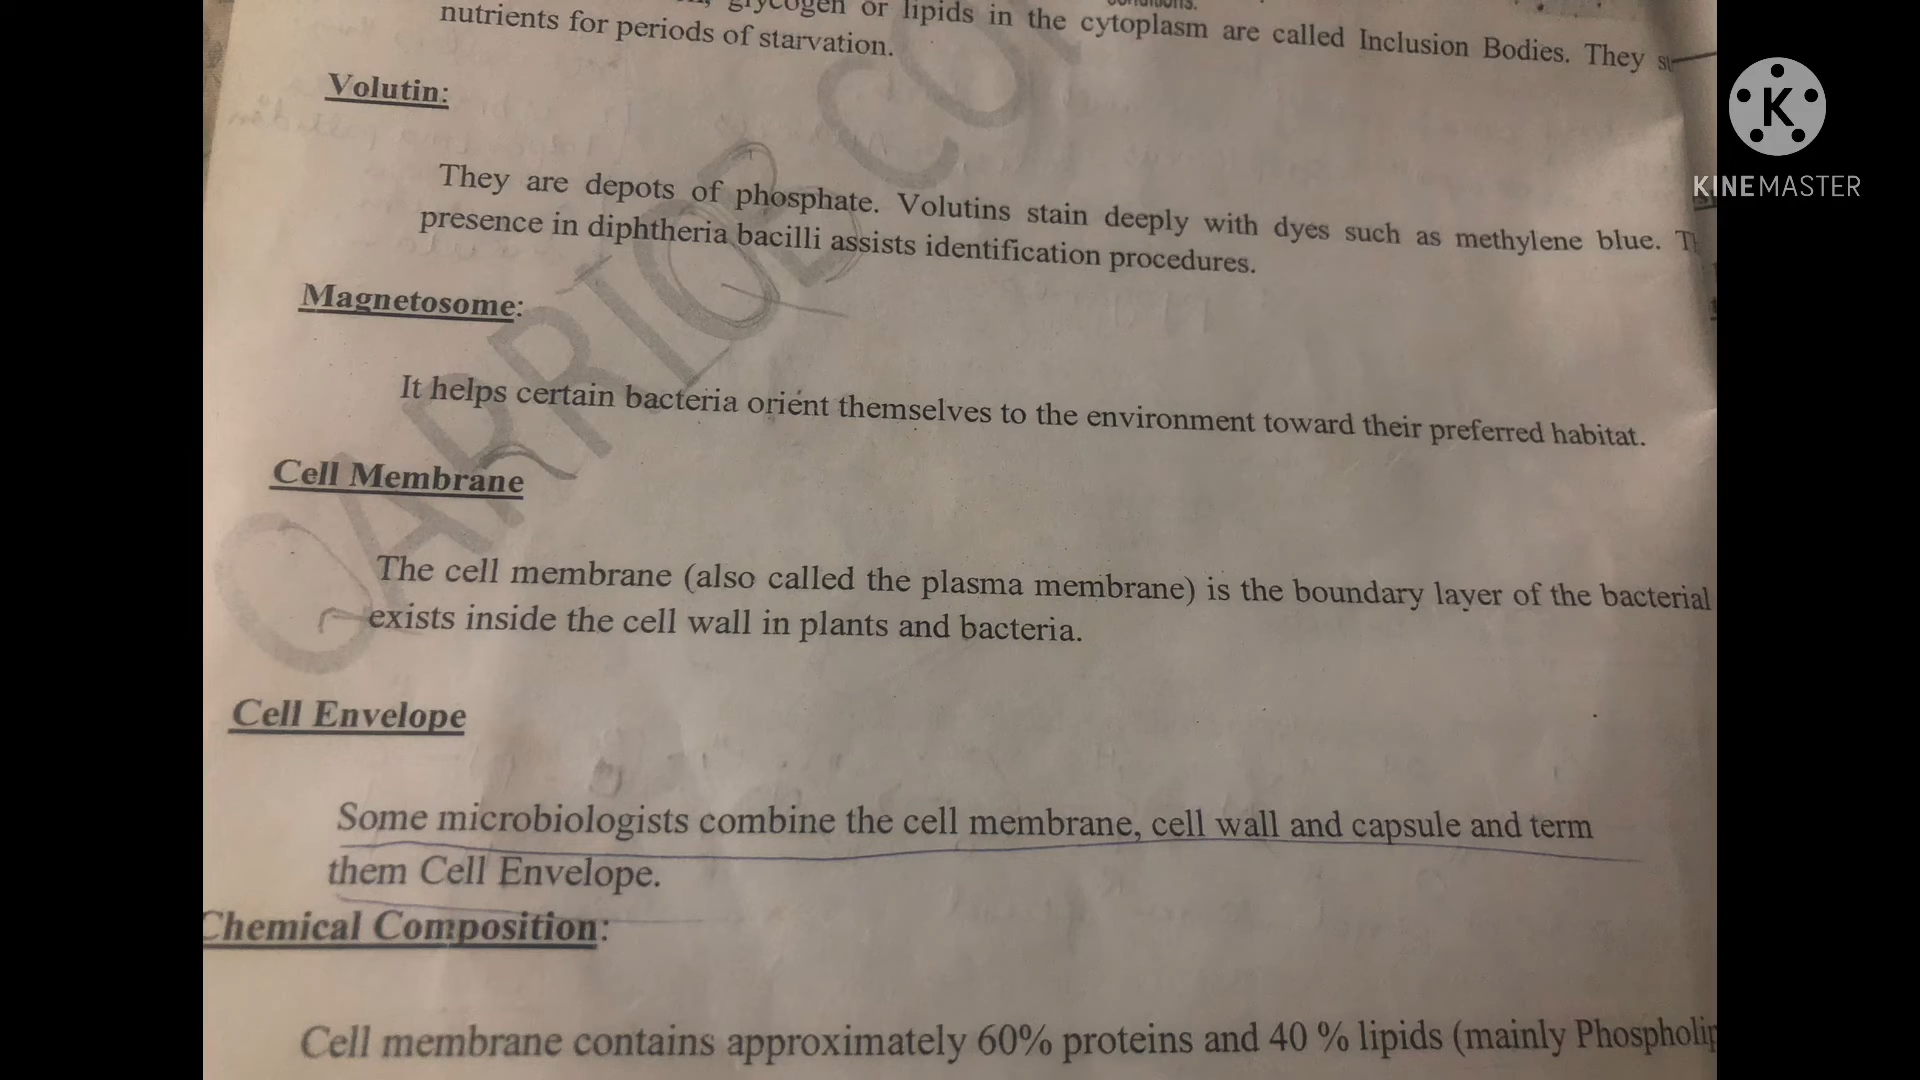 glycogen or lipids in the cytoplasm are called Inclusion Bodies. They
nutrients for periods of starvation.
Volutin:
They are depots of phosphate. Volutins stain deeply with dyes such as methylene blue.
presence in diphtheria bacilli assists identification procedures.
Magnetosome:
It helps certain bacteria orient themselves to the environment toward their preferred habitat.
Cell Membrane
The cell membrane (also called the plasma membrane) is the boundary layer of the bacterial
exists inside the cell wall in plants and bacteria.
Cell Envelope
Some microbiologists combine the cell membrane, cell wall and capsule and term
them Cell Envelope.
Chemical Composition:
Cell membrane contains approximately 60% proteins and 40 % lipids (mainly Phospholip
K
KINEMASTER